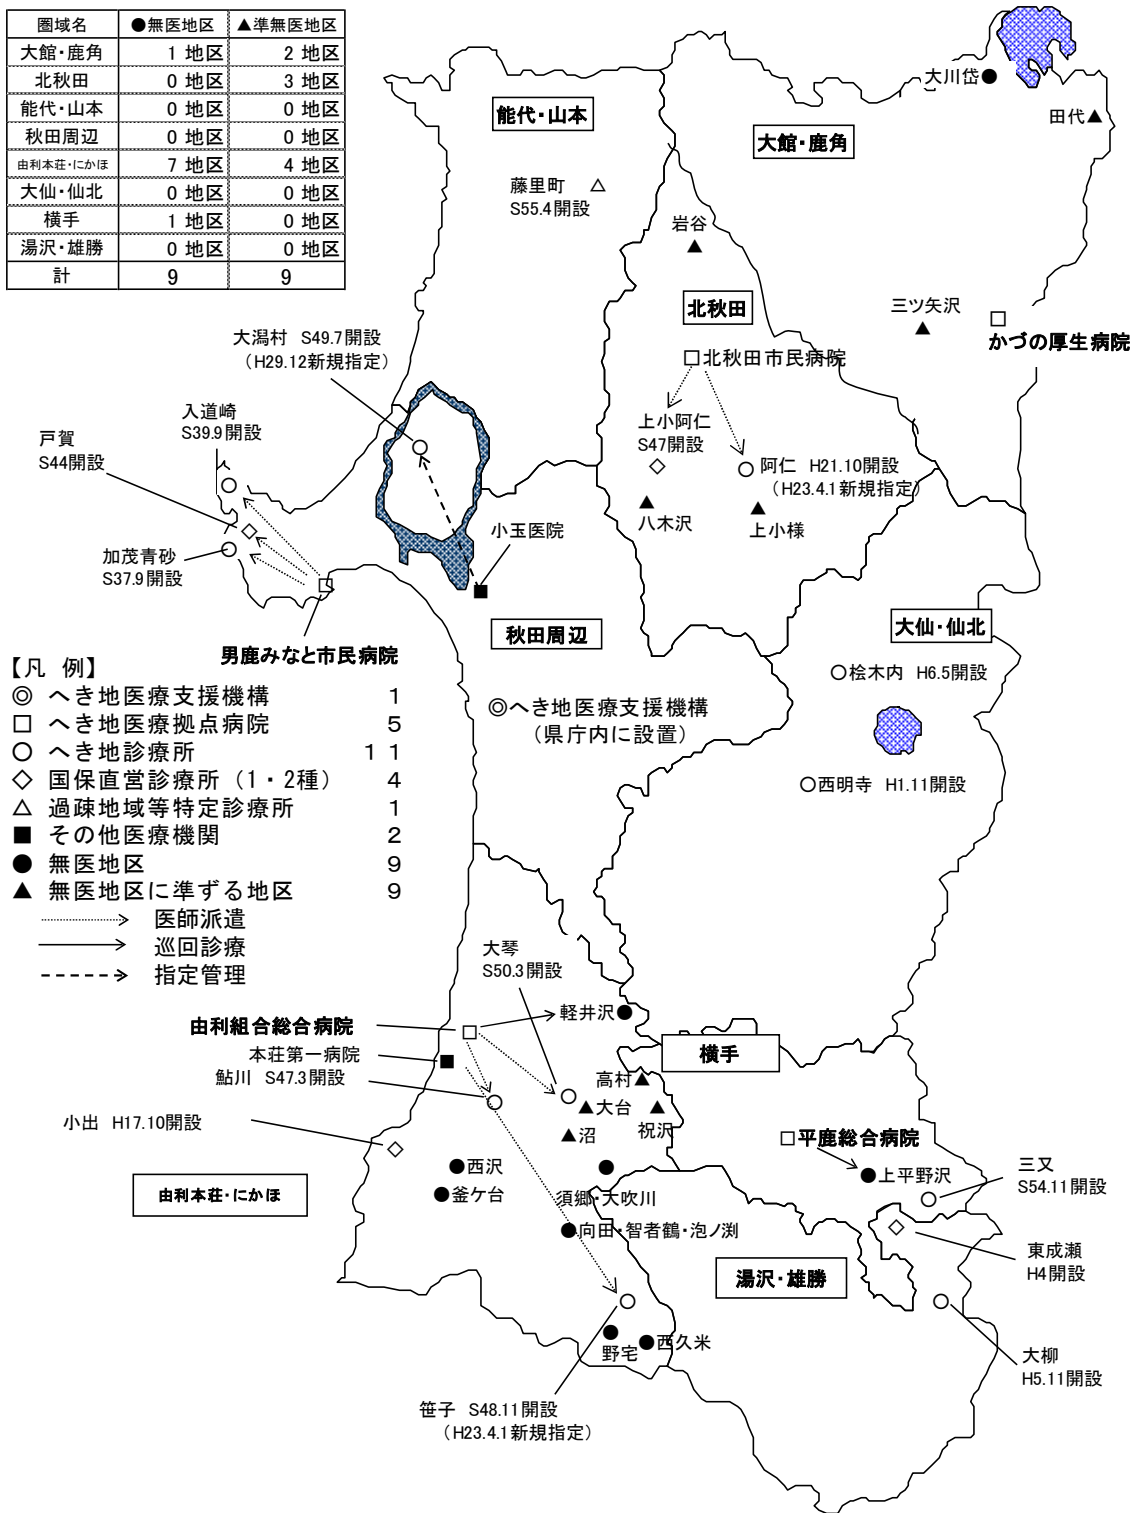 圏域名 ●無医地区 ▲準無医地区
大館・鹿角 1 地区 2 地区
北秋田 0 地区 3 地区
能代・山本 0 地区 0 地区
秋田周辺 0 地区 0 地区
由利本荘・にかほ 7 地区 4 地区
大仙・仙北 0 地区 0 地区
横手 1 地区 0 地区
湯沢・雄勝 0 地区 0 地区
計 9 9
大川岱●
田代▲
能代・山本
大館・鹿角
藤里町 △
S55.4開設
岩谷
▲
北秋田
三ツ矢沢
▲
□
かづの厚生病院
大潟村 S49.7開設
（H29.12新規指定）
□北秋田市民病院
入道崎
S39.9開設
戸賀
S44開設
上小阿仁
S47開設
○阿仁 H21.10開設
（H23.4.1新規指定）
八木沢
上小様
加茂青砂
S37.9開設
小玉医院
秋田周辺
大仙・仙北
男鹿みなと市民病院
○桧木内 H6.5開設
◎へき地医療支援機構
（県庁内に設置）
○西明寺 H1.11開設
【凡 例】
◎ へき地医療支援機構 1
□ へき地医療拠点病院 5
○ へき地診療所 11
◇ 国保直営診療所（1・2種） 4
△ 過疎地域等特定診療所 1
■ その他医療機関 2
● 無医地区 9
▲ 無医地区に準ずる地区 9
医師派遣
巡回診療
指定管理
大琴
S50.3開設
軽井沢●
由利組合総合病院
本荘第一病院
鮎川 S47.3開設
横手
高村▲
▲大台
祝沢
▲沼
小出 H17.10開設
□平鹿総合病院
●上平野沢
三又
S54.11開設
●西沢
●釜ケ台
由利本荘・にかほ
須郷・大吹川
●向田・智者鶴・泡ノ渕
東成瀬
H4開設
湯沢・雄勝
野宅
●西久米
大柳
H5.11開設
笹子 S48.11開設
（H23.4.1新規指定）